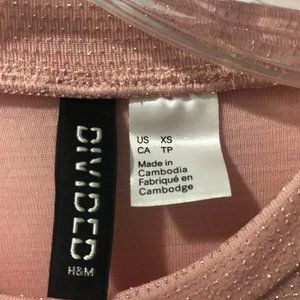 DIVIDED
H&M
US XS
CA TP
Made in
Cambodia
Fabriqué en
Cambodge